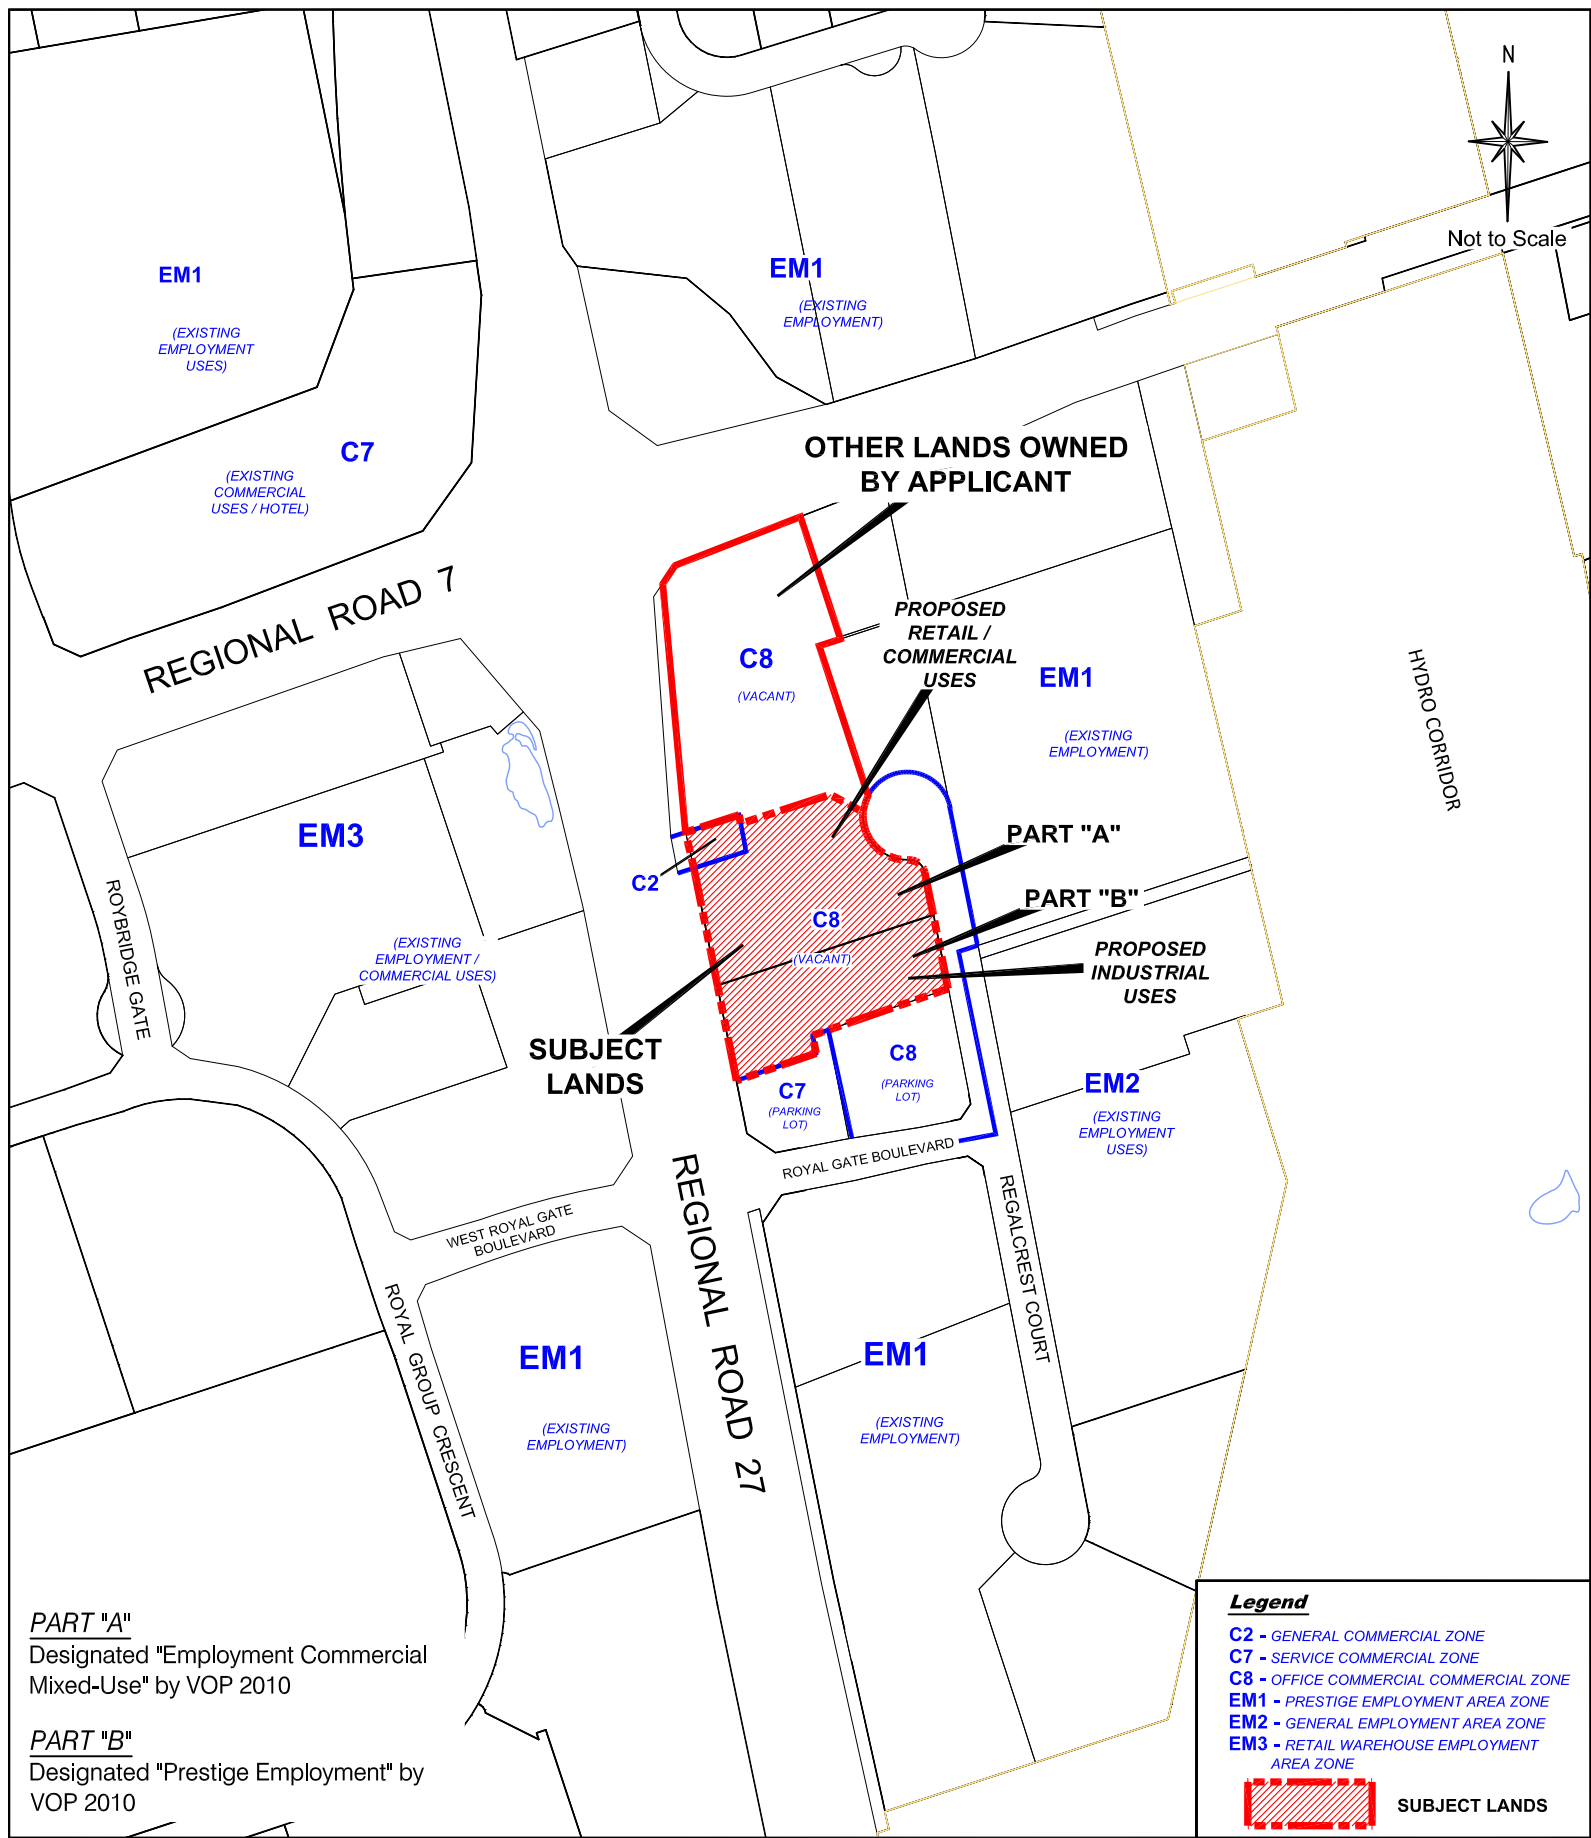 N
Not to Scale
EM1
(EXISTING
EMPLOYMENT
USES)
EM1
(EXISTING
EMPLOYMENT)
C7
(EXISTING
COMMERCIAL
USES / HOTEL)
OTHER LANDS OWNED
BY APPLICANT
REGIONAL ROAD 7
PROPOSED
RETAIL /
COMMERCIAL
USES
C8
(VACANT)
EM1
(EXISTING
EMPLOYMENT)
HYDRO CORRIDOR
EM3
(EXISTING
EMPLOYMENT /
COMMERCIAL USES)
ROYBRIDGE GATE
C2
PART "A"
PART "B"
C8
(VACANT)
PROPOSED
INDUSTRIAL
USES
SUBJECT
LANDS
C7
(PARKING
LOT)
C8
(PARKING
LOT)
EM2
(EXISTING
EMPLOYMENT
USES)
ROYAL GATE BOULEVARD
WEST ROYAL GATE
BOULEVARD
REGIONAL ROAD 27
REGALCREST COURT
ROYAL GROUP CRESCENT
EM1
(EXISTING
EMPLOYMENT)
EM1
(EXISTING
EMPLOYMENT)
PART "A"
Designated "Employment Commercial
Mixed-Use" by VOP 2010
PART "B"
Designated "Prestige Employment" by
VOP 2010
Legend
C2 - GENERAL COMMERCIAL ZONE
C7 - SERVICE COMMERCIAL ZONE
C8 - OFFICE COMMERCIAL COMMERCIAL ZONE
EM1 - PRESTIGE EMPLOYMENT AREA ZONE
EM2 - GENERAL EMPLOYMENT AREA ZONE
EM3 - RETAIL WAREHOUSE EMPLOYMENT
AREA ZONE
SUBJECT LANDS